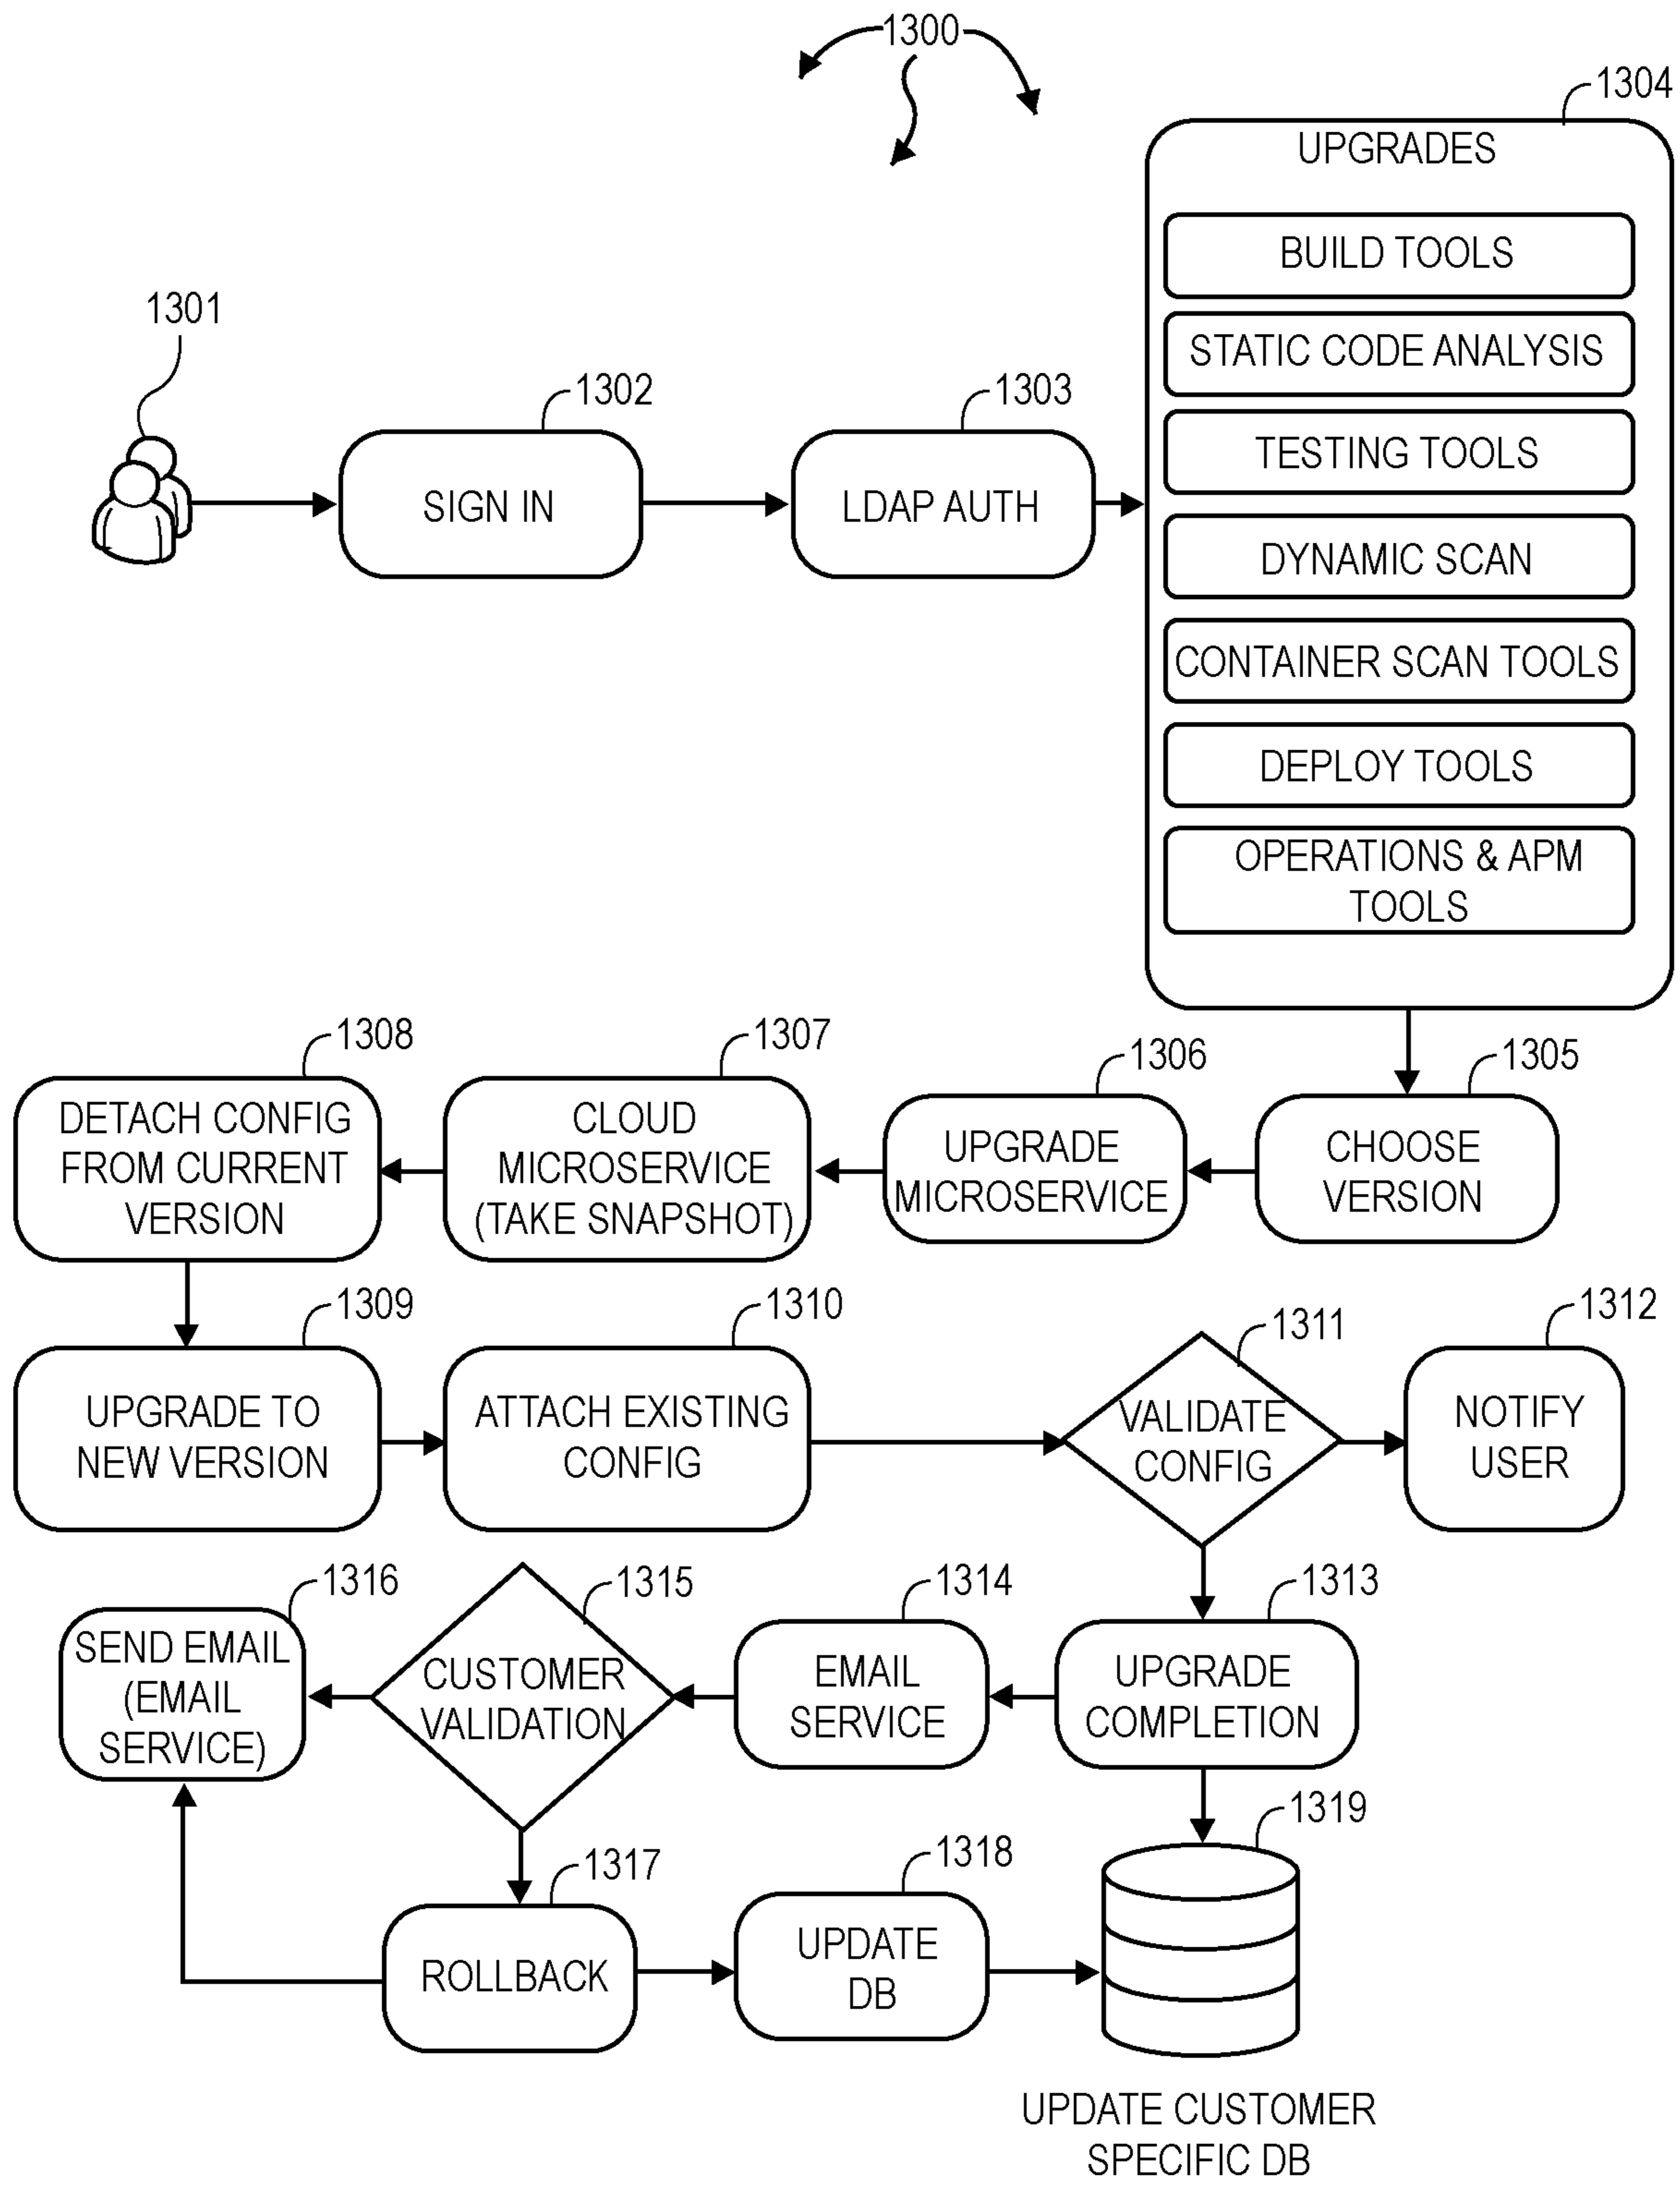 1300
1304
UPGRADES
BUILD TOOLS
STATIC CODE ANALYSIS
TESTING TOOLS
DYNAMIC SCAN
CONTAINER SCAN TOOLS
DEPLOY TOOLS
OPERATIONS & APM
TOOLS
1301
1302
SIGN IN
1303
LDAP AUTH
1305
CHOOSE
VERSION
1306
UPGRADE
MICROSERVICE
1307
CLOUD
MICROSERVICE
(TAKE SNAPSHOT)
1308
DETACH CONFIG
FROM CURRENT
VERSION
1309
UPGRADE TO
NEW VERSION
1310
ATTACH EXISTING
CONFIG
1311
VALIDATE
CONFIG
1312
NOTIFY
USER
1313
UPGRADE
COMPLETION
1314
EMAIL
SERVICE
1315
CUSTOMER
VALIDATION
1316
SEND EMAIL
(EMAIL
SERVICE)
1317
ROLLBACK
1318
UPDATE
DB
1319
UPDATE CUSTOMER
SPECIFIC DB